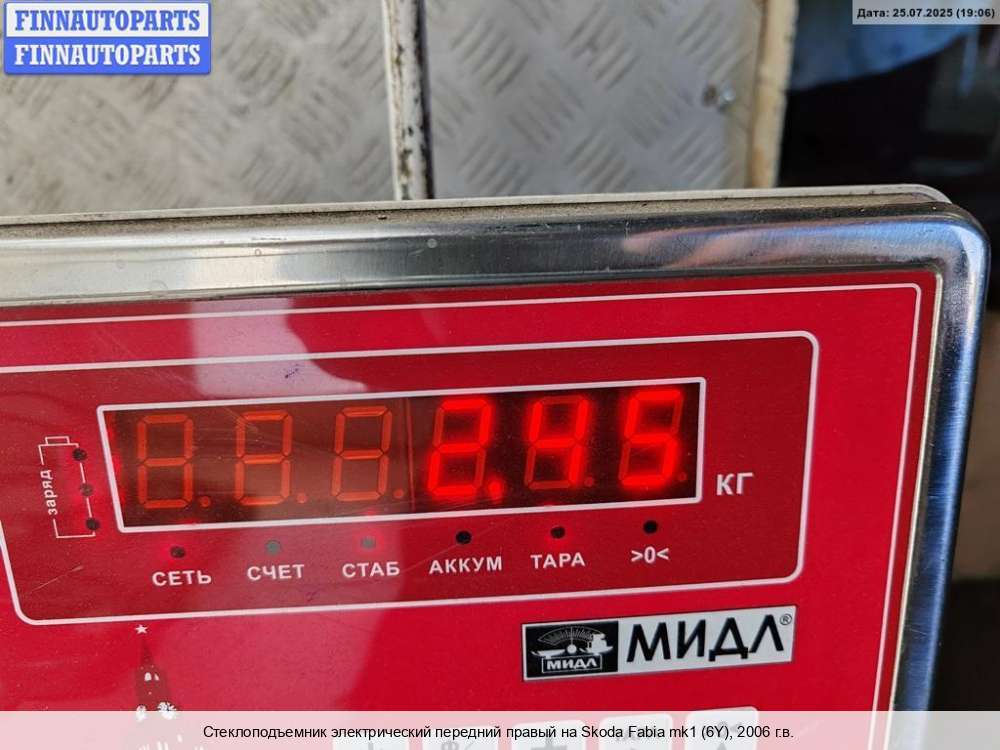 FINNAUTOPARTS
FINNAUTOPARTS
Дата: 25.07.2025 (19:06)
2.45
КГ
заряд
СЕТЬ СЧЕТ СТАБ АККУМ ТАРА >0<
МИДЛ
МИДЛ®
Стеклоподъемник электрический передний правый на Skoda Fabia mk1 (6Y), 2006 г.в.